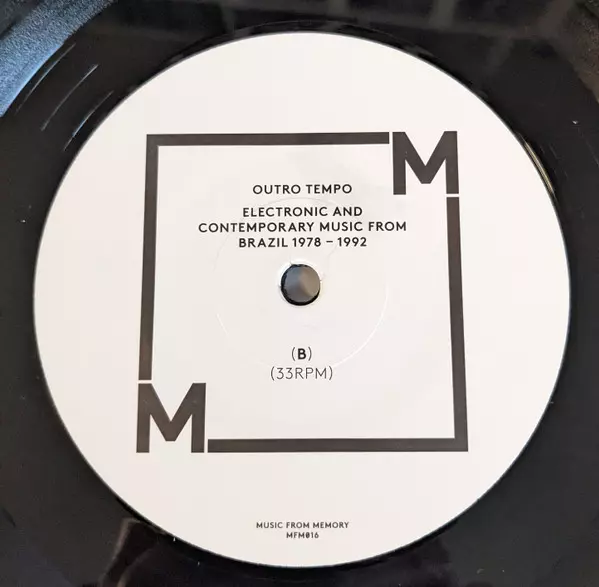 M
OUTRO TEMPO
ELECTRONIC AND
CONTEMPORARY MUSIC FROM
BRAZIL 1978 – 1992
(B)
(33RPM)
M
MUSIC FROM MEMORY
MFM016